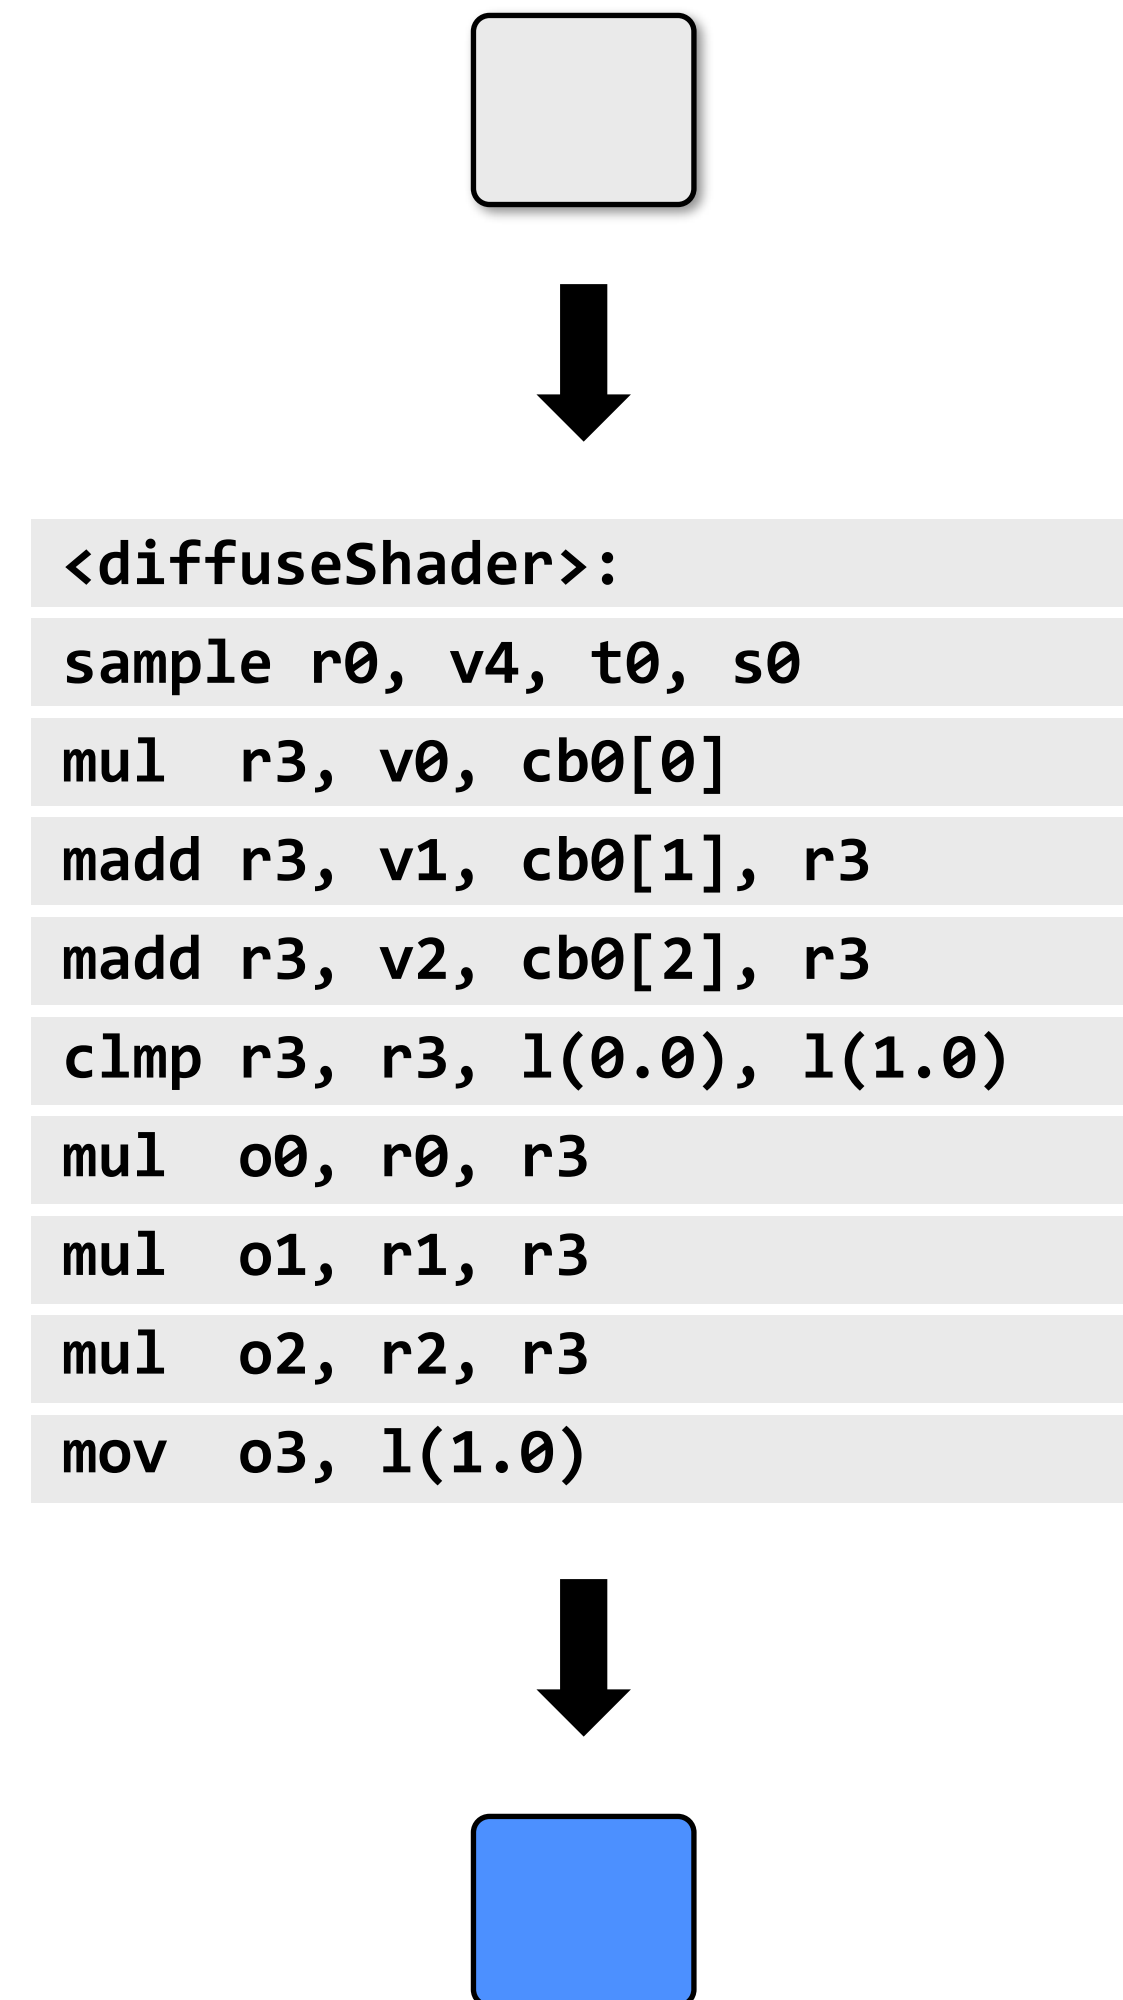 <diffuseShader>:
sample r0, v4, t0, s0
mul  r3, v0, cb0[0]
madd r3, v1, cb0[1], r3
madd r3, v2, cb0[2], r3
clmp r3, r3, l(0.0), l(1.0)
mul  o0, r0, r3
mul  o1, r1, r3
mul  o2, r2, r3
mov  o3, l(1.0)